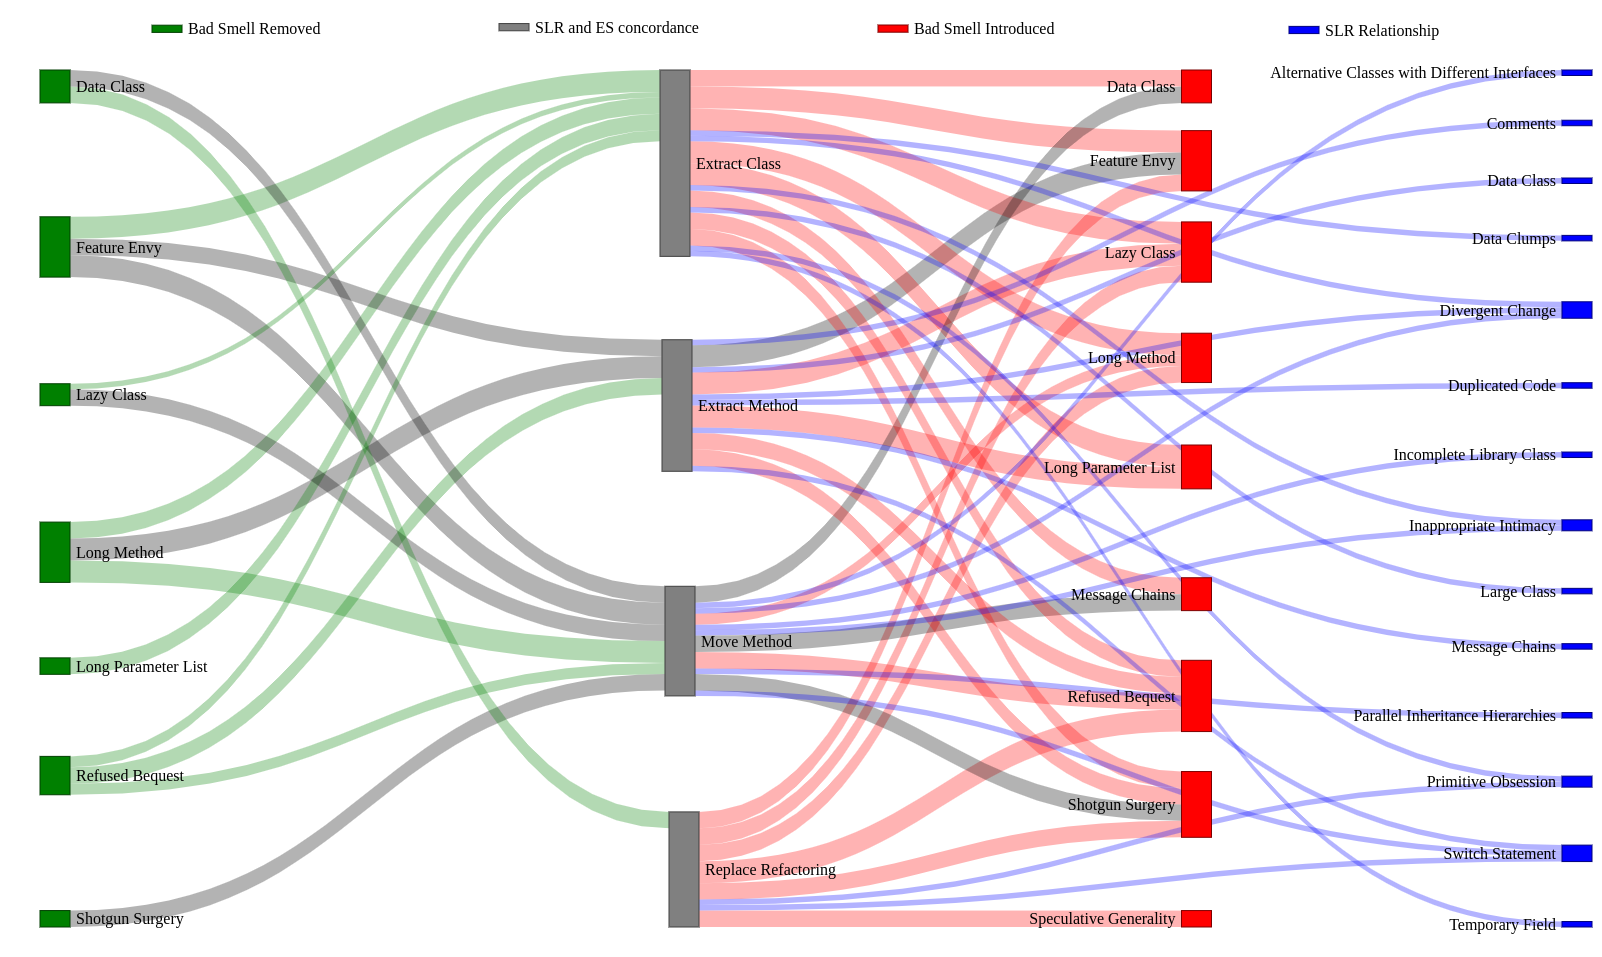 Bad Smell Removed
SLR and ES concordance
Bad Smell Introduced
SLR Relationship
Data Class
Feature Envy
Lazy Class
Long Method
Long Parameter List
Refused Bequest
Shotgun Surgery
Extract Class
Extract Method
Move Method
Replace Refactoring
Data Class
Feature Envy
Lazy Class
Long Method
Long Parameter List
Message Chains
Refused Bequest
Shotgun Surgery
Speculative Generality
Alternative Classes with Different Interfaces
Comments
Data Class
Data Clumps
Divergent Change
Duplicated Code
Incomplete Library Class
Inappropriate Intimacy
Large Class
Message Chains
Parallel Inheritance Hierarchies
Primitive Obsession
Switch Statement
Temporary Field